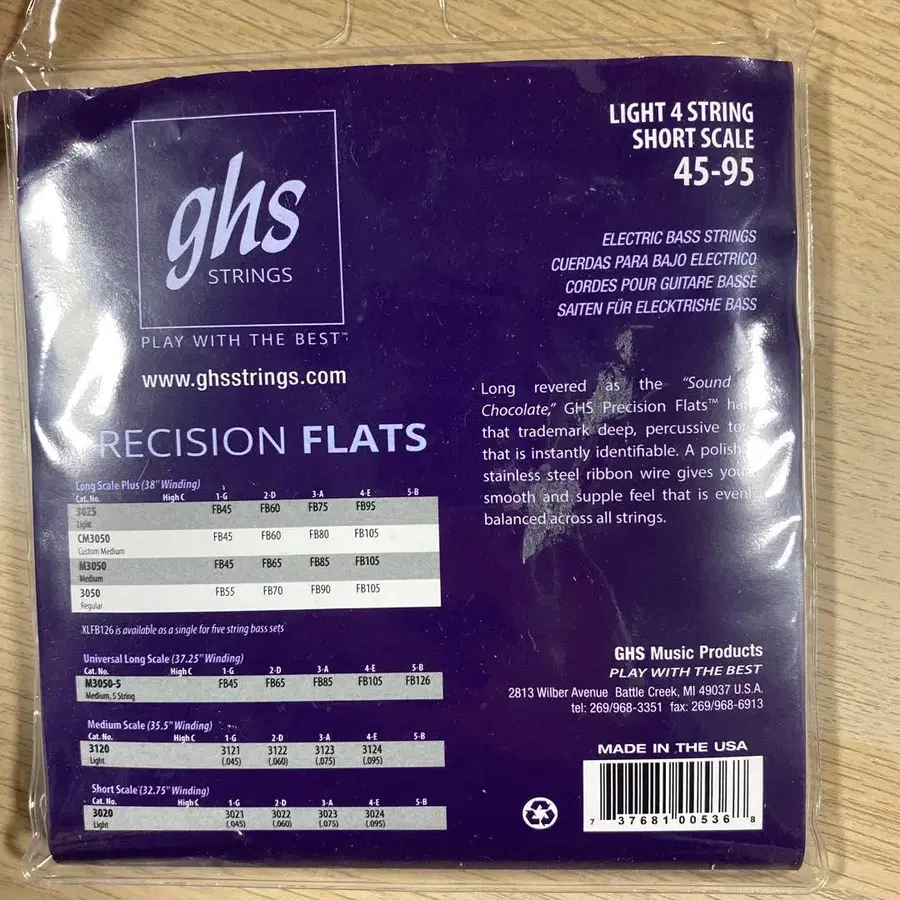 ghs
STRINGS
PLAY WITH THE BEST™
www.ghsstrings.com
RECISION FLATS
LIGHT 4 STRING
SHORT SCALE
45-95
ELECTRIC BASS STRINGS
CUERDAS PARA BAJO ELECTRICO
CORDES POUR GUITARE BASSE
SAITEN FÜR ELECKTRISHE BASS
Long revered as the “Sound
Chocolate,” GHS Precision Flats™
that trademark deep, percussive
that is instantly identifiable. A
stainless steel ribbon wire gives
smooth and supple feel that is
balanced across all strings.
Long Scale Plus (38" Winding)
Cat. No. High C 1-G 2-D 3-A 4-E 5-B
3025 FB45 FB60 FB75 FB95
Light
CM3050 FB45 FB60 FB80 FB105
Custom Medium
M3050 FB45 FB65 FB85 FB105
Medium
3050 FB55 FB70 FB90 FB105
Regular
XLFB126 is available as a single for five string bass sets
Universal Long Scale (37.25" Winding)
Cat. No. High C 1-G 2-D 3-A 4-E 5-B
M3050-5 FB45 FB65 FB85 FB105 FB126
Medium, 5 String
Medium Scale (35.5" Winding)
Cat. No. High C 1-G 2-D 3-A 4-E 5-B
3120 3121 3122 3123 3124
Light (.045) (.060) (.075) (.095)
Short Scale (32.75" Winding)
Cat. No. High C 1-G 2-D 3-A 4-E 5-B
3020 3021 3022 3023 3024
Light (.045) (.060) (.075) (.095)
GHS Music Products
PLAY WITH THE BEST
2813 Wilber Avenue Battle Creek, MI 49037 U.S.A.
tel: 269/968-3351 fax: 269/968-6913
MADE IN THE USA
7 37681 00536 8